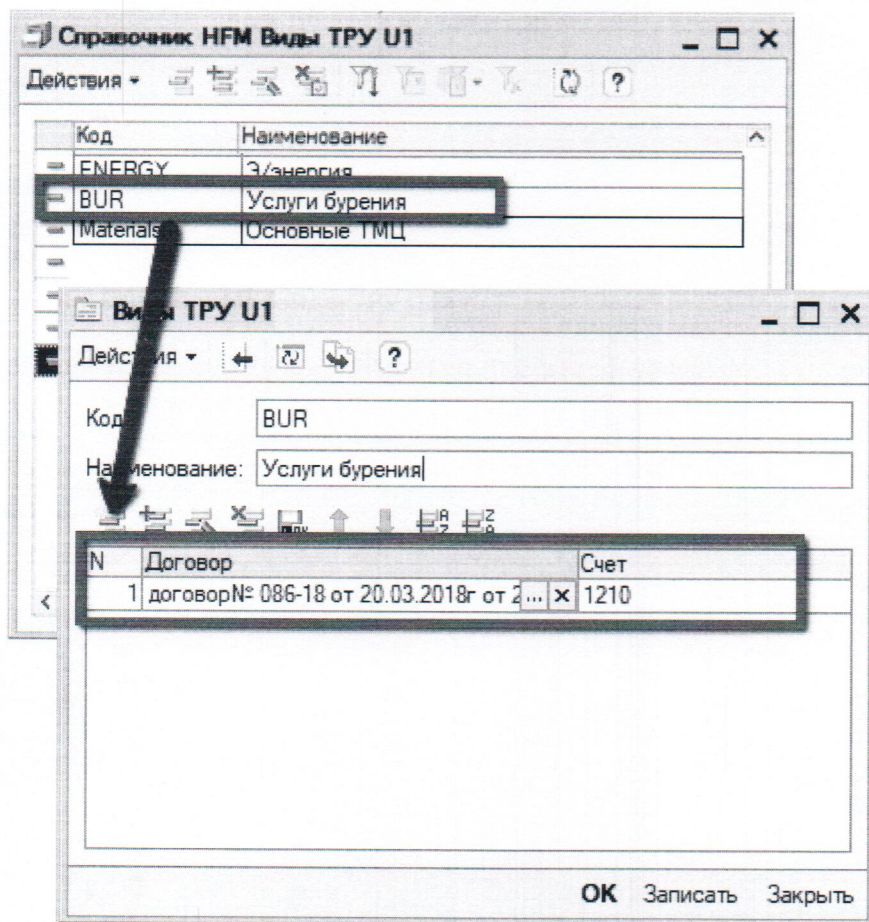 Справочник HFM Виды ТРУ U1
Действия
Код Наименование
ENERGY Э/энергия
BUR Услуги бурения
Materials Основные ТМЦ
Виды ТРУ U1
Действия
Код: BUR
Наименование: Услуги бурения
N Договор Счет
1 договор№ 086-18 от 20.03.2018г от 2 ... x 1210
OK Записать Закрыть